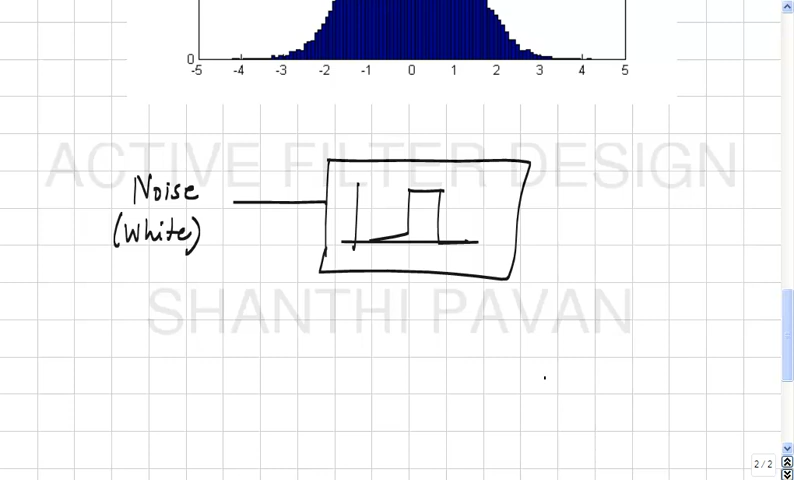 0
-5 -4 -3 -2 -1 0 1 2 3 4 5
ACTIVE FILTER DESIGN
Noise
(White)
SHANTHI PAVAN
2 / 2